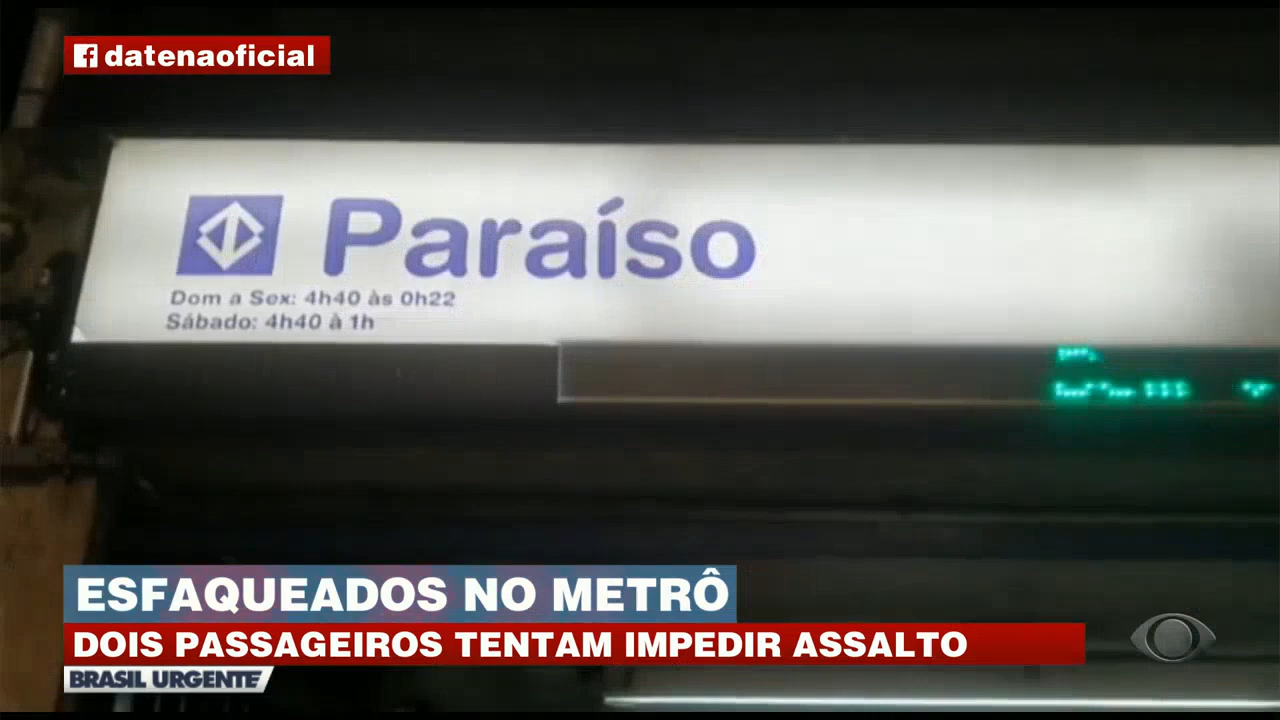 datenaoficial
Paraíso
Dom a Sex: 4h40 às 0h22
Sábado: 4h40 à 1h
ESFAQUEADOS NO METRÔ
DOIS PASSAGEIROS TENTAM IMPEDIR ASSALTO
BRASIL URGENTE